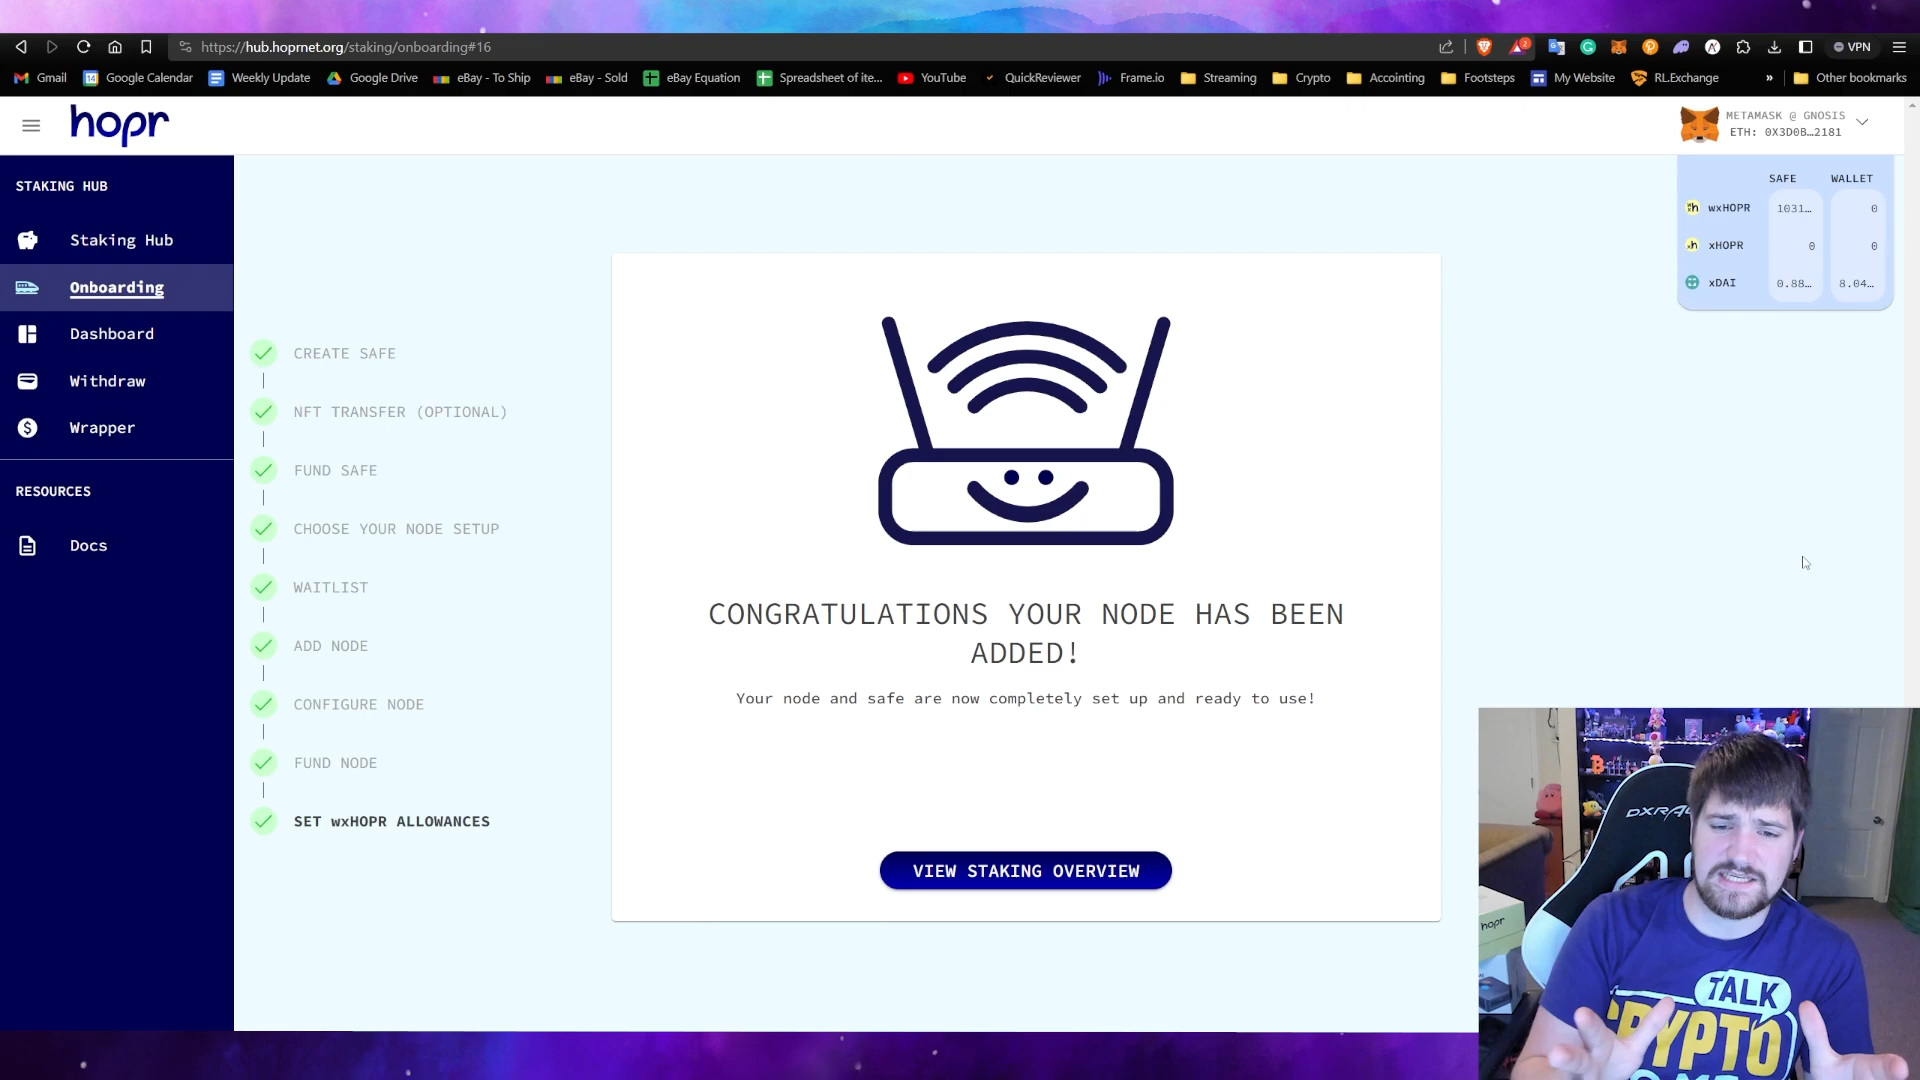 https://hub.hoprnet.org/staking/onboarding#16
2
VPN
Gmail
14
Google Calendar
Weekly Update
Google Drive
eBay - To Ship
eBay - Sold
eBay Equation
Spreadsheet of ite...
YouTube
QuickReviewer
Frame.io
Streaming
Crypto
Accointing
Footsteps
My Website
RL.Exchange
»
Other bookmarks
hopr
METAMASK @ GNOSIS
ETH: 0X3D0B…2181
STAKING HUB
Staking Hub
Onboarding
Dashboard
Withdraw
Wrapper
RESOURCES
Docs
SAFE WALLET
wxHOPR 1031… 0
xHOPR 0 0
xDAI 0.88… 8.04…
CREATE SAFE
NFT TRANSFER (OPTIONAL)
FUND SAFE
CHOOSE YOUR NODE SETUP
WAITLIST
ADD NODE
CONFIGURE NODE
FUND NODE
SET wxHOPR ALLOWANCES
CONGRATULATIONS YOUR NODE HAS BEEN
ADDED!
Your node and safe are now completely set up and ready to use!
VIEW STAKING OVERVIEW
hopr
TALK
CRYPTO